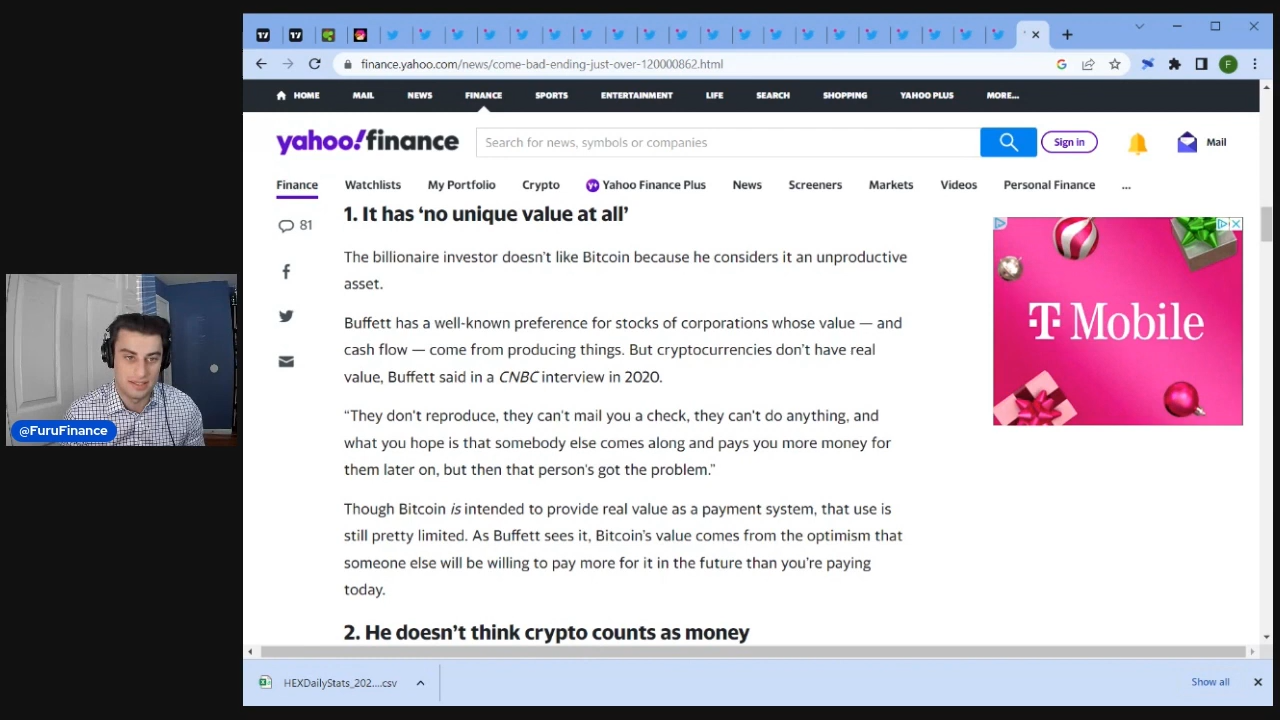 finance.yahoo.com/news/come-bad-ending-just-over-120000862.html
F
HOME MAIL NEWS FINANCE SPORTS ENTERTAINMENT LIFE SEARCH SHOPPING YAHOO PLUS MORE...
yahoo!finance
Search for news, symbols or companies
Sign in
Mail
Finance Watchlists My Portfolio Crypto Yahoo Finance Plus News Screeners Markets Videos Personal Finance ...
1. It has ‘no unique value at all’
81
The billionaire investor doesn’t like Bitcoin because he considers it an unproductive
asset.
Buffett has a well-known preference for stocks of corporations whose value — and
cash flow — come from producing things. But cryptocurrencies don’t have real
value, Buffett said in a CNBC interview in 2020.
“They don’t reproduce, they can’t mail you a check, they can’t do anything, and
what you hope is that somebody else comes along and pays you more money for
them later on, but then that person’s got the problem.”
Though Bitcoin is intended to provide real value as a payment system, that use is
still pretty limited. As Buffett sees it, Bitcoin’s value comes from the optimism that
someone else will be willing to pay more for it in the future than you’re paying
today.
2. He doesn’t think crypto counts as money
T Mobile
@FuruFinance
HEXDailyStats_202....csv
Show all